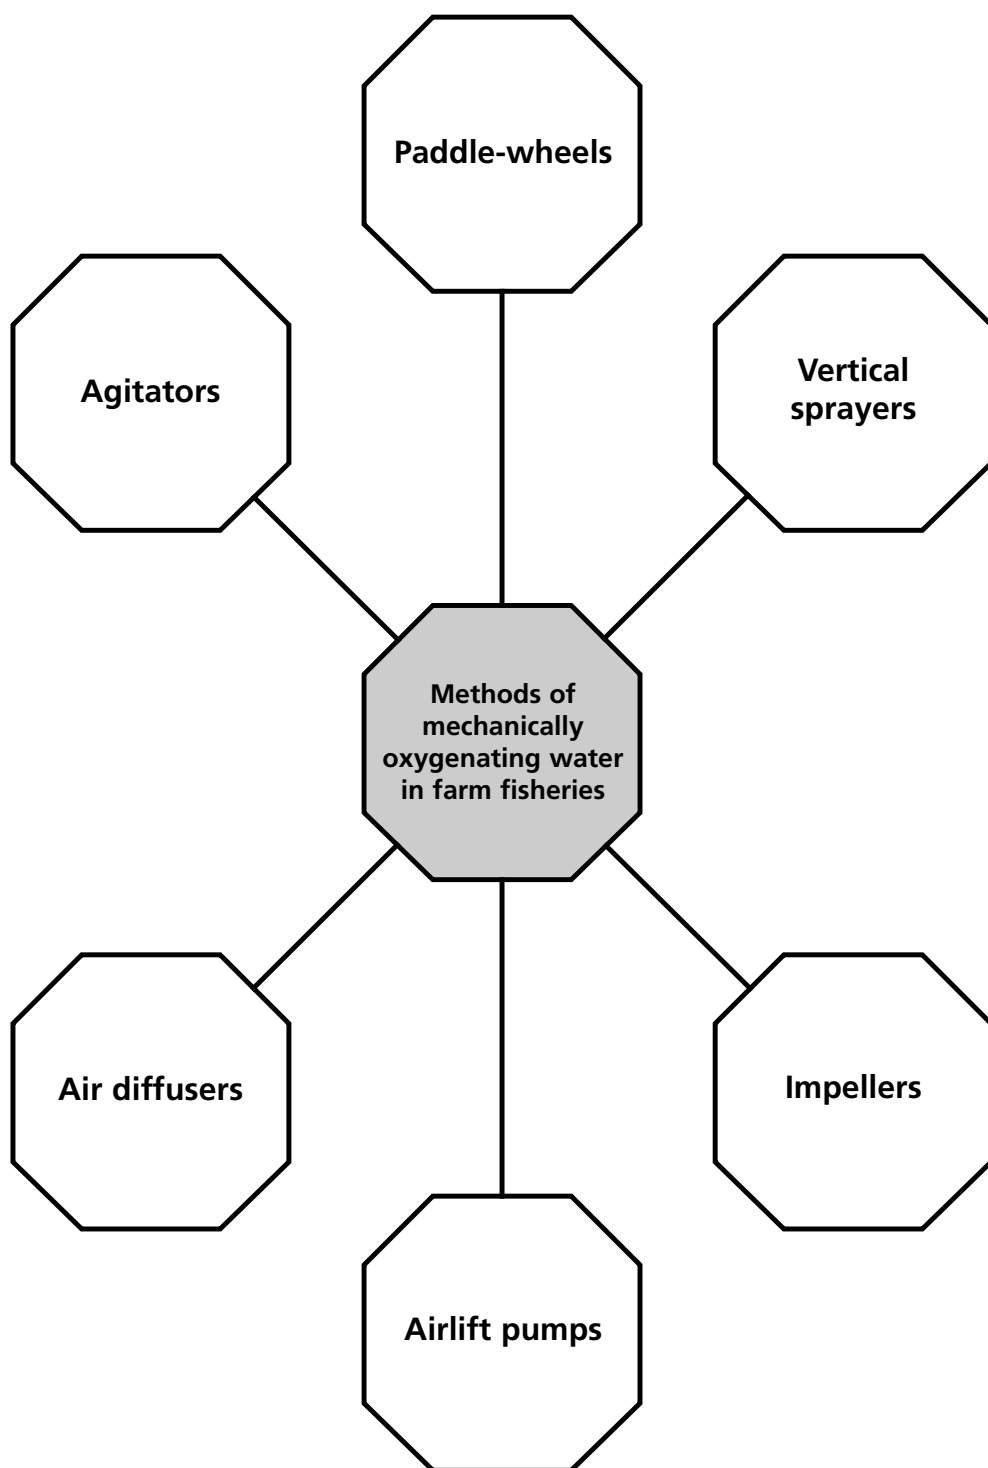 Paddle-wheels
Agitators
Vertical
sprayers
Methods of
mechanically
oxygenating water
in farm fisheries
Air diffusers
Impellers
Airlift pumps